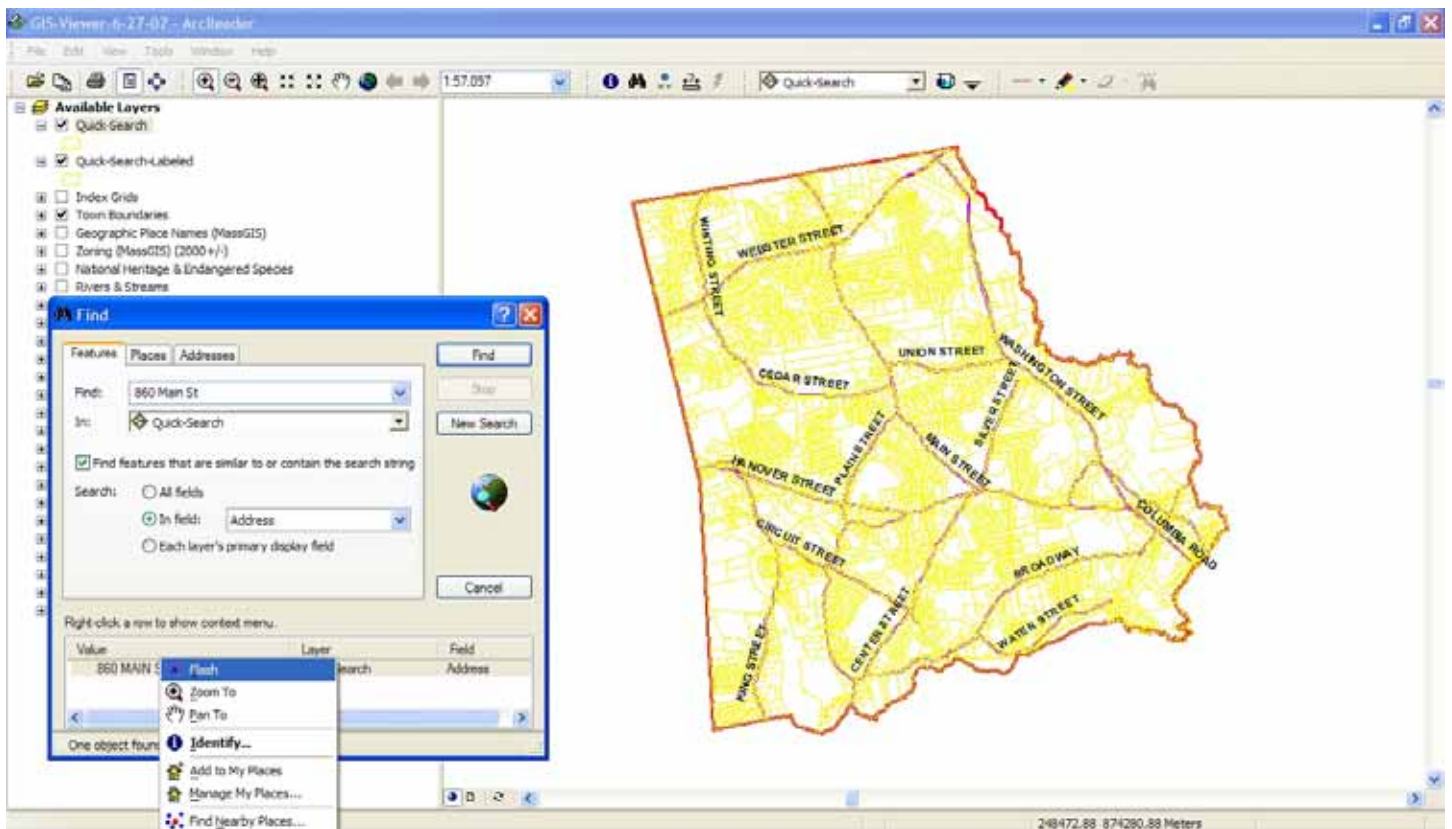 GIS-Viewer-6-27-07 - ArcReader
File Edit View Tools Window Help
1:57,057
Quick-Search
Available Layers
Quick-Search
Quick-Search-Labeled
Index Grids
Town Boundaries
Geographic Place Names (MassGIS)
Zoning (MassGIS) (2000+/-)
National Heritage & Endangered Species
Rivers & Streams
Find
Features Places Addresses
Find
Find: 860 Main St
Stop
In: Quick-Search
New Search
Find features that are similar to or contain the search string
Search: All fields
In field: Address
Each layer's primary display field
Cancel
Right-click a row to show context menu.
Value Layer Field
860 MAIN S earch Address
Flash
Zoom To
Pan To
One object foun
Identify...
Add to My Places
Manage My Places...
Find Nearby Places...
WEBSTER STREET
UNION STREET
WASHINGTON STREET
CEDAR STREET
PLAIN STREET
MAIN STREET
HANOVER STREET
CIRCUIT STREET
COLUMBIA ROAD
BROADWAY
WATER STREET
CENTER STREET
KING STREET
248472.88 874280.88 Meters